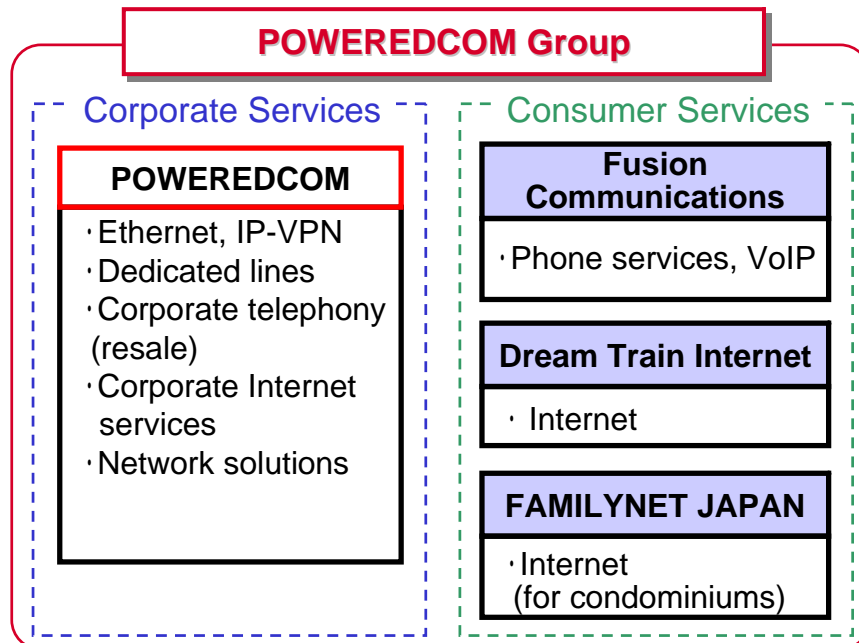 POWEREDCOM Group
Corporate Services
POWEREDCOM
・Ethernet, IP-VPN
・Dedicated lines
・Corporate telephony
(resale)
・Corporate Internet
services
・Network solutions
Consumer Services
Fusion
Communications
・Phone services, VoIP
Dream Train Internet
・ Internet
FAMILYNET JAPAN
・Internet
(for condominiums)